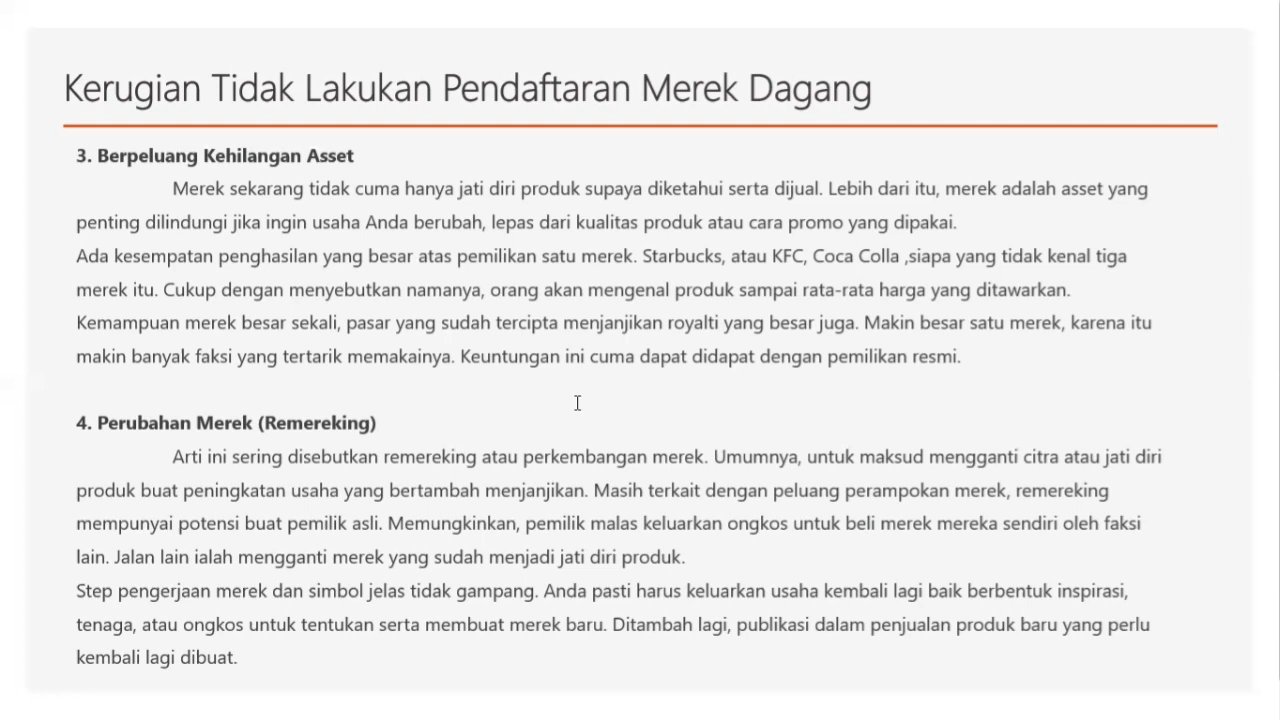 Kerugian Tidak Lakukan Pendaftaran Merek Dagang
3. Berpeluang Kehilangan Asset
Merek sekarang tidak cuma hanya jati diri produk supaya diketahui serta dijual. Lebih dari itu, merek adalah asset yang
penting dilindungi jika ingin usaha Anda berubah, lepas dari kualitas produk atau cara promo yang dipakai.
Ada kesempatan penghasilan yang besar atas pemilikan satu merek. Starbucks, atau KFC, Coca Colla ,siapa yang tidak kenal tiga
merek itu. Cukup dengan menyebutkan namanya, orang akan mengenal produk sampai rata-rata harga yang ditawarkan.
Kemampuan merek besar sekali, pasar yang sudah tercipta menjanjikan royalti yang besar juga. Makin besar satu merek, karena itu
makin banyak faksi yang tertarik memakainya. Keuntungan ini cuma dapat didapat dengan pemilikan resmi.
4. Perubahan Merek (Remereking)
Arti ini sering disebutkan remereking atau perkembangan merek. Umumnya, untuk maksud mengganti citra atau jati diri
produk buat peningkatan usaha yang bertambah menjanjikan. Masih terkait dengan peluang perampokan merek, remereking
mempunyai potensi buat pemilik asli. Memungkinkan, pemilik malas keluarkan ongkos untuk beli merek mereka sendiri oleh faksi
lain. Jalan lain ialah mengganti merek yang sudah menjadi jati diri produk.
Step pengerjaan merek dan simbol jelas tidak gampang. Anda pasti harus keluarkan usaha kembali lagi baik berbentuk inspirasi,
tenaga, atau ongkos untuk tentukan serta membuat merek baru. Ditambah lagi, publikasi dalam penjualan produk baru yang perlu
kembali lagi dibuat.